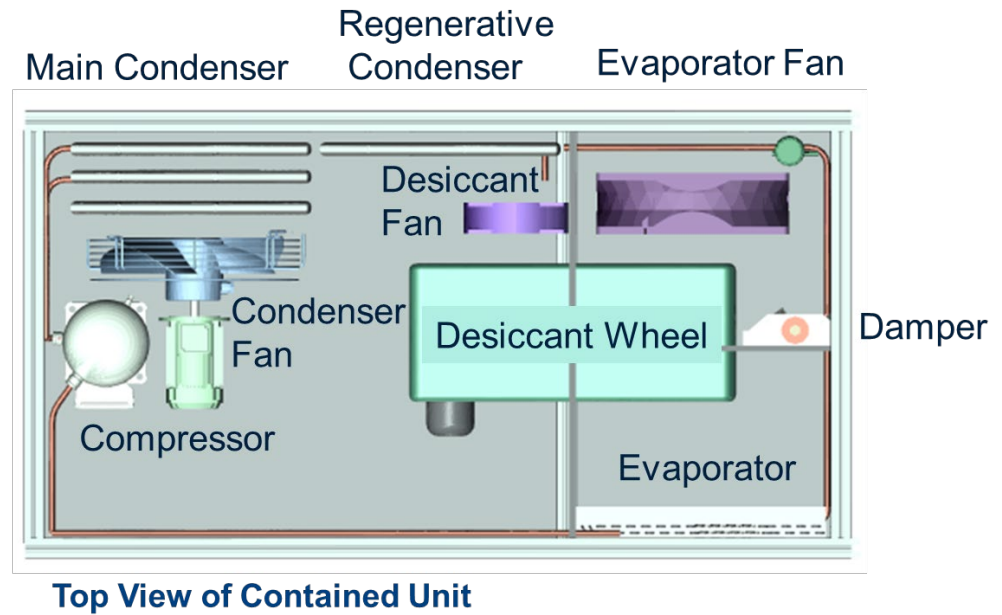 Regenerative
Main Condenser
Condenser
Evaporator Fan
Desiccant
Fan
Condenser
Fan
Desiccant Wheel
Damper
Compressor
Evaporator
Top View of Contained Unit